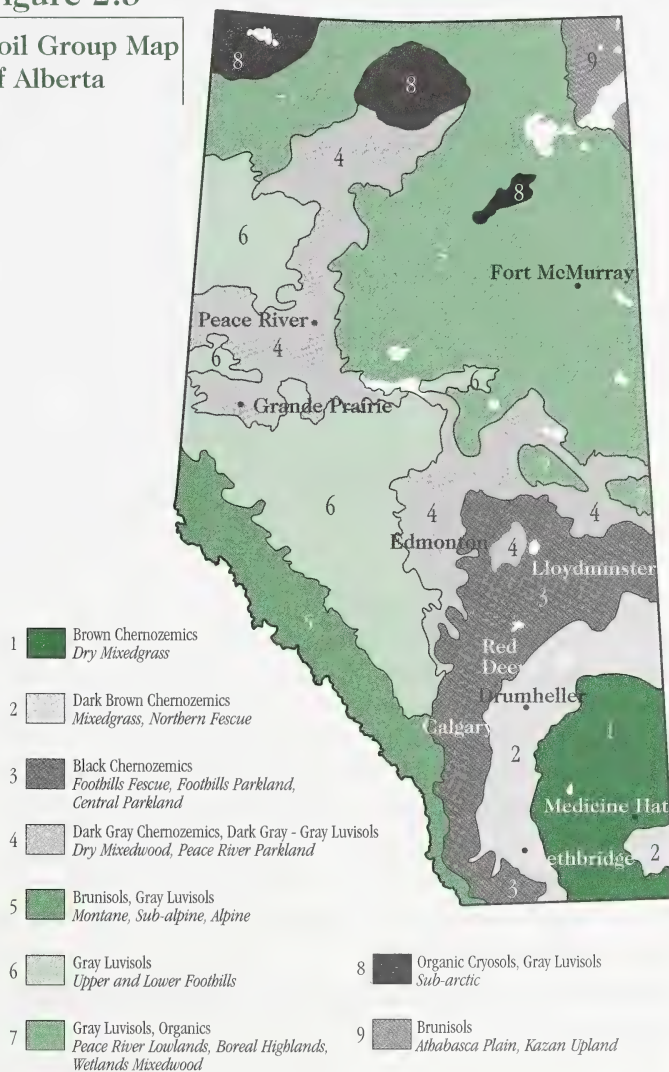 oil Group Map
f Alberta
8
9
7
8
4
8
6
Fort McMurray
Peace River
4
6
6
Grande Prairie
6
4
4
Edmonton
4
Lloydminster
3
5
Red
Deer
Drumheller
Calgary
1
2
Medicine Hat
ethbridge
2
3
1 Brown Chernozemics
Dry Mixedgrass
2 Dark Brown Chernozemics
Mixedgrass, Northern Fescue
3 Black Chernozemics
Foothills Fescue, Foothills Parkland,
Central Parkland
4 Dark Gray Chernozemics, Dark Gray - Gray Luvisols
Dry Mixedwood, Peace River Parkland
5 Brunisols, Gray Luvisols
Montane, Sub-alpine, Alpine
6 Gray Luvisols
Upper and Lower Foothills
7 Gray Luvisols, Organics
Peace River Lowlands, Boreal Highlands,
Wetlands Mixedwood
8 Organic Cryosols, Gray Luvisols
Sub-arctic
9 Brunisols
Athabasca Plain, Kazan Upland